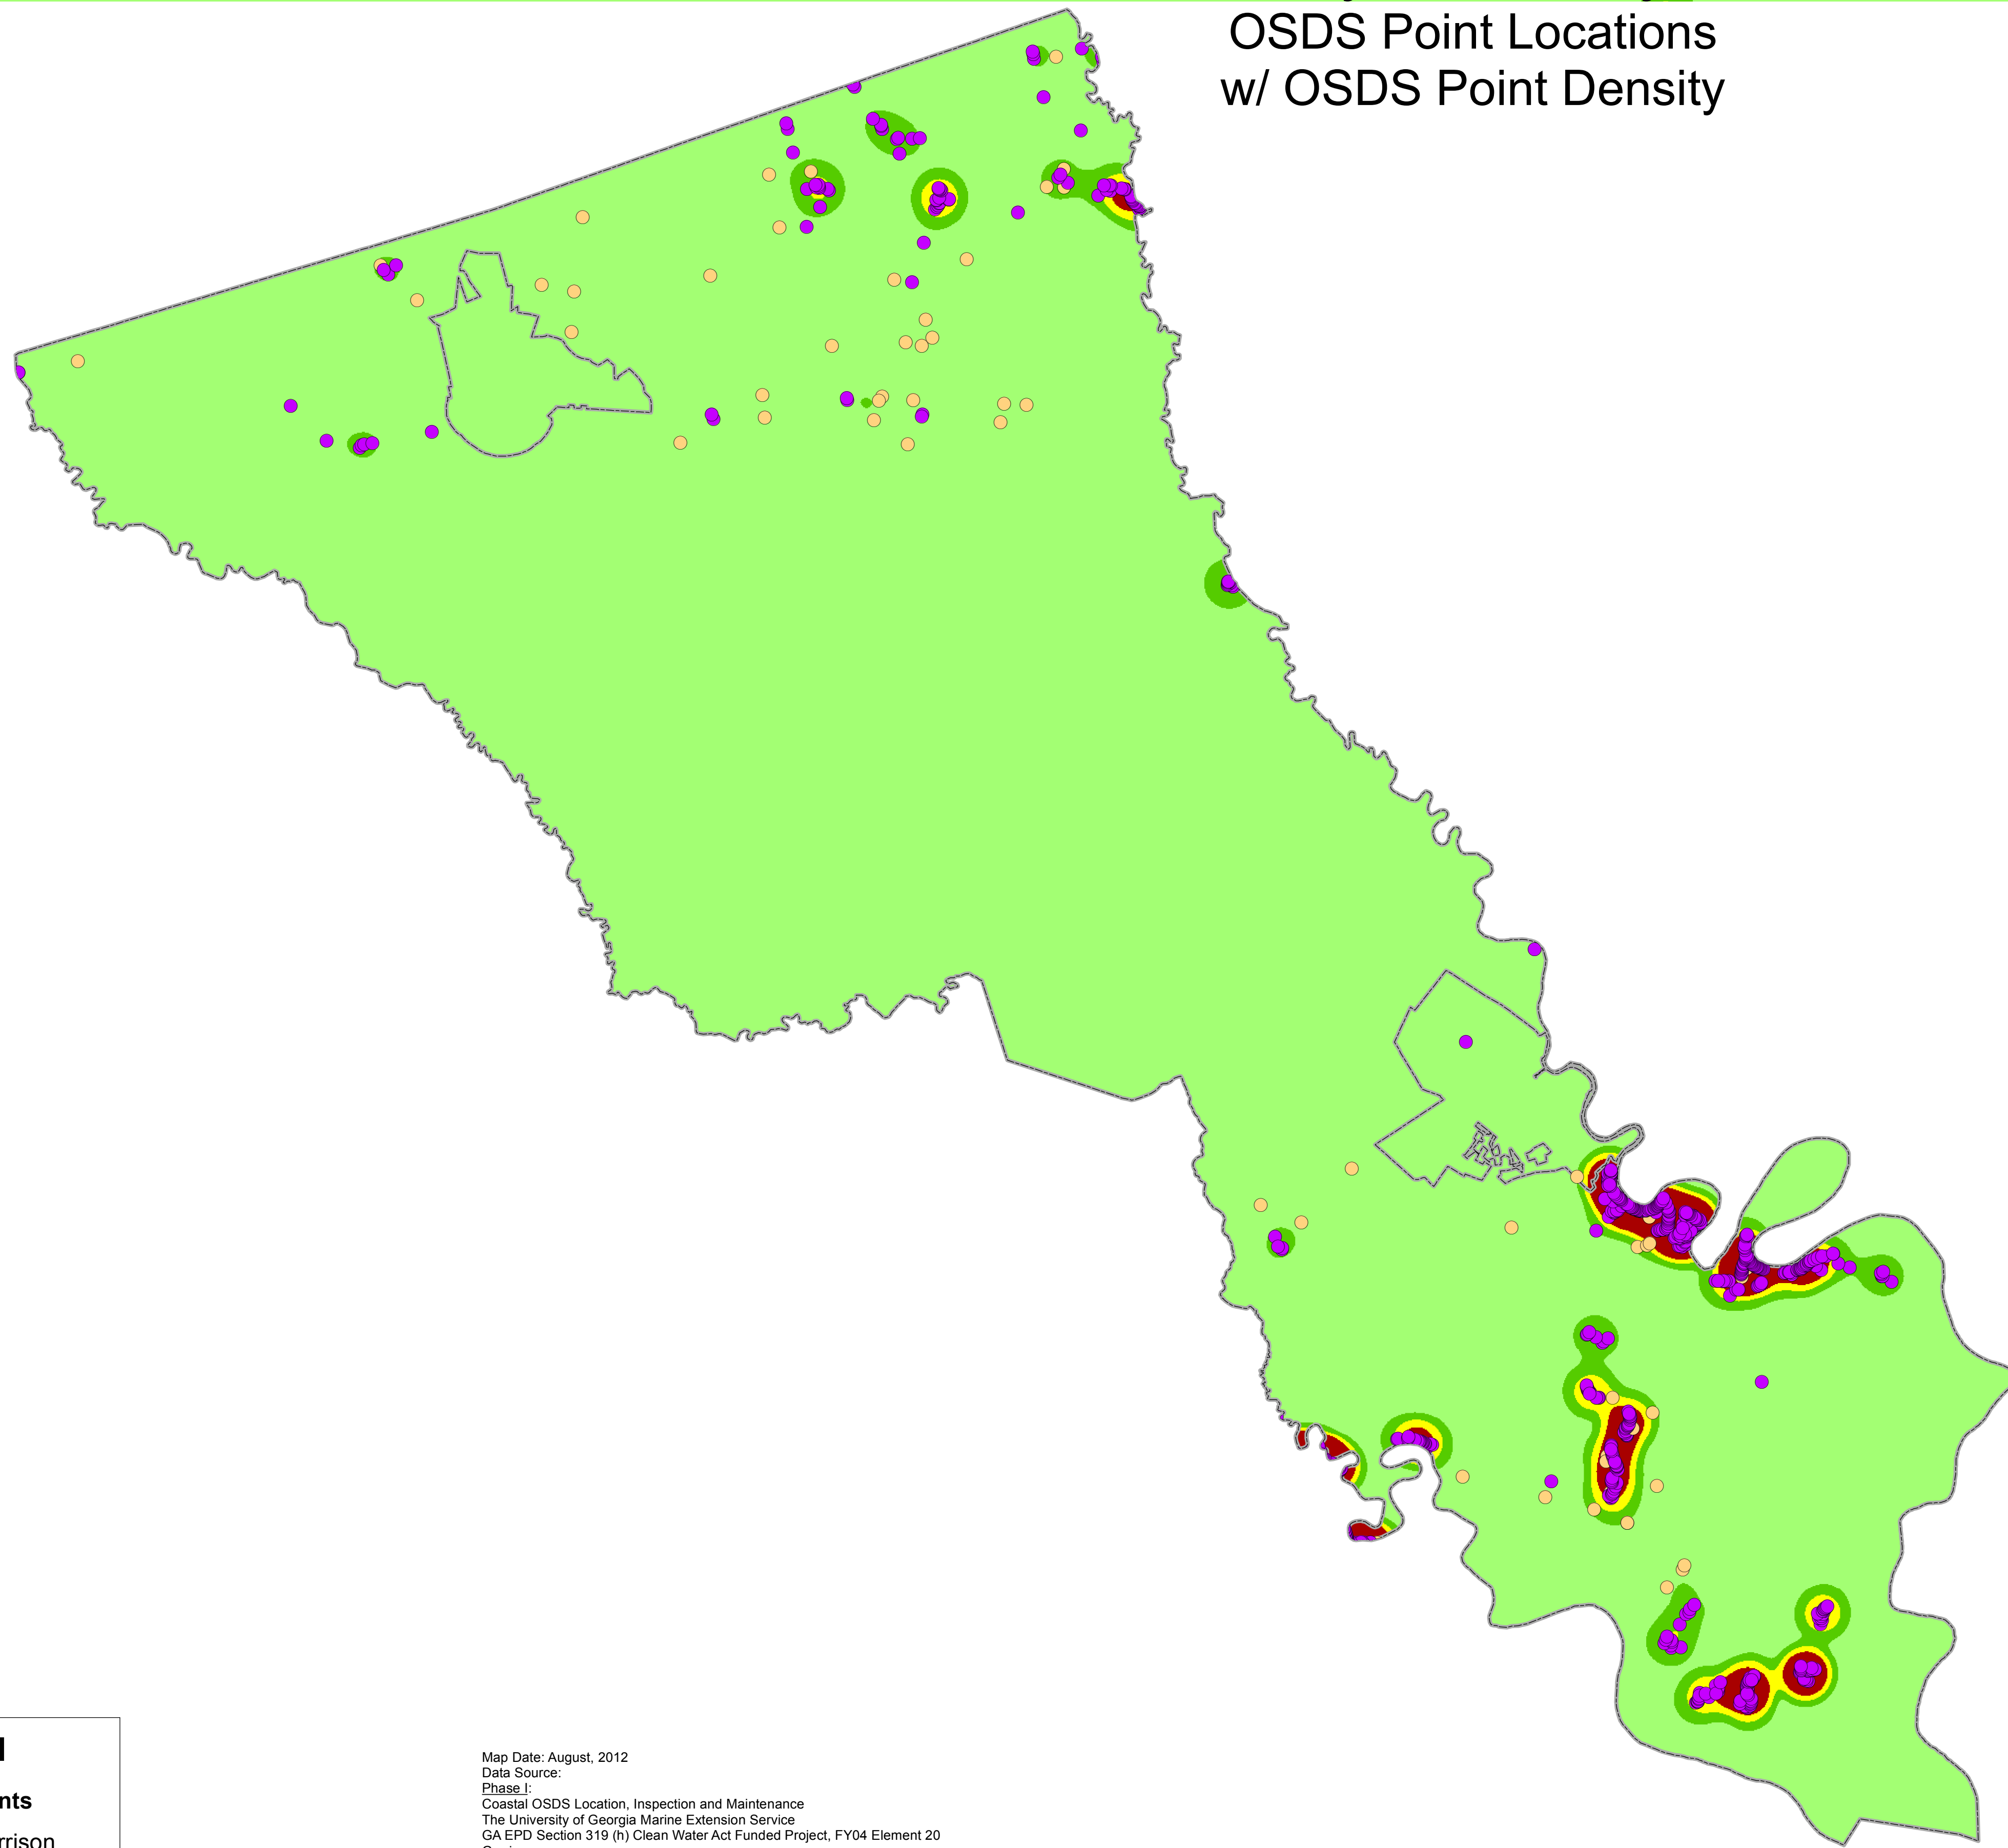 OSDS Point Locations
w/ OSDS Point Density
Map Date: August, 2012
Data Source:
Phase I:
Coastal OSDS Location, Inspection and Maintenance
The University of Georgia Marine Extension Service
GA EPD Section 319 (h) Clean Water Act Funded Project, FY04 Element 20